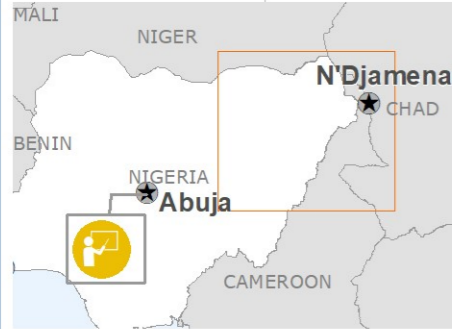 MALI
NIGER
N'Djamena
CHAD
BENIN
NIGERIA
Abuja
CAMEROON